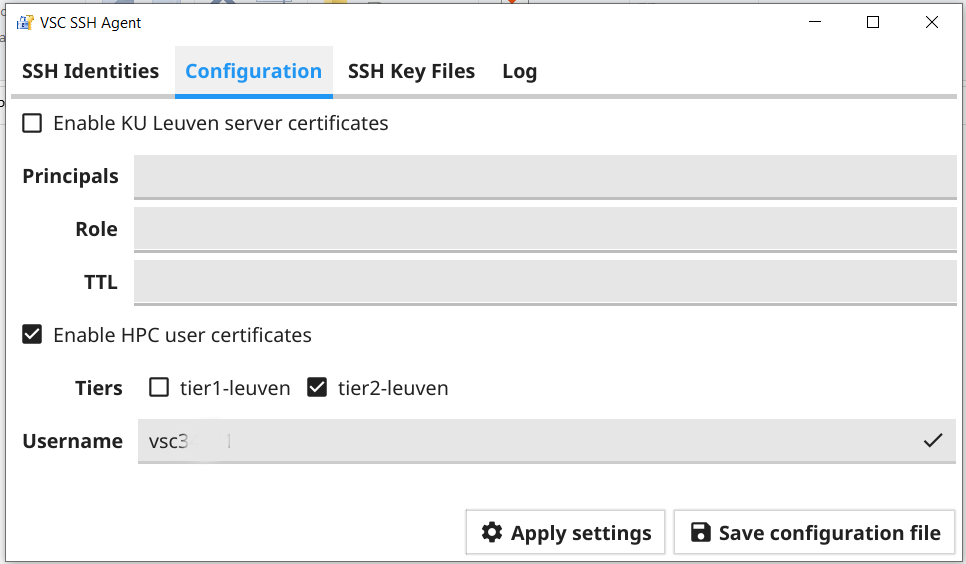 VSC SSH Agent
SSH Identities Configuration SSH Key Files Log
Enable KU Leuven server certificates
Principals
Role
TTL
Enable HPC user certificates
Tiers tier1-leuven tier2-leuven
Username vsc3
Apply settings Save configuration file